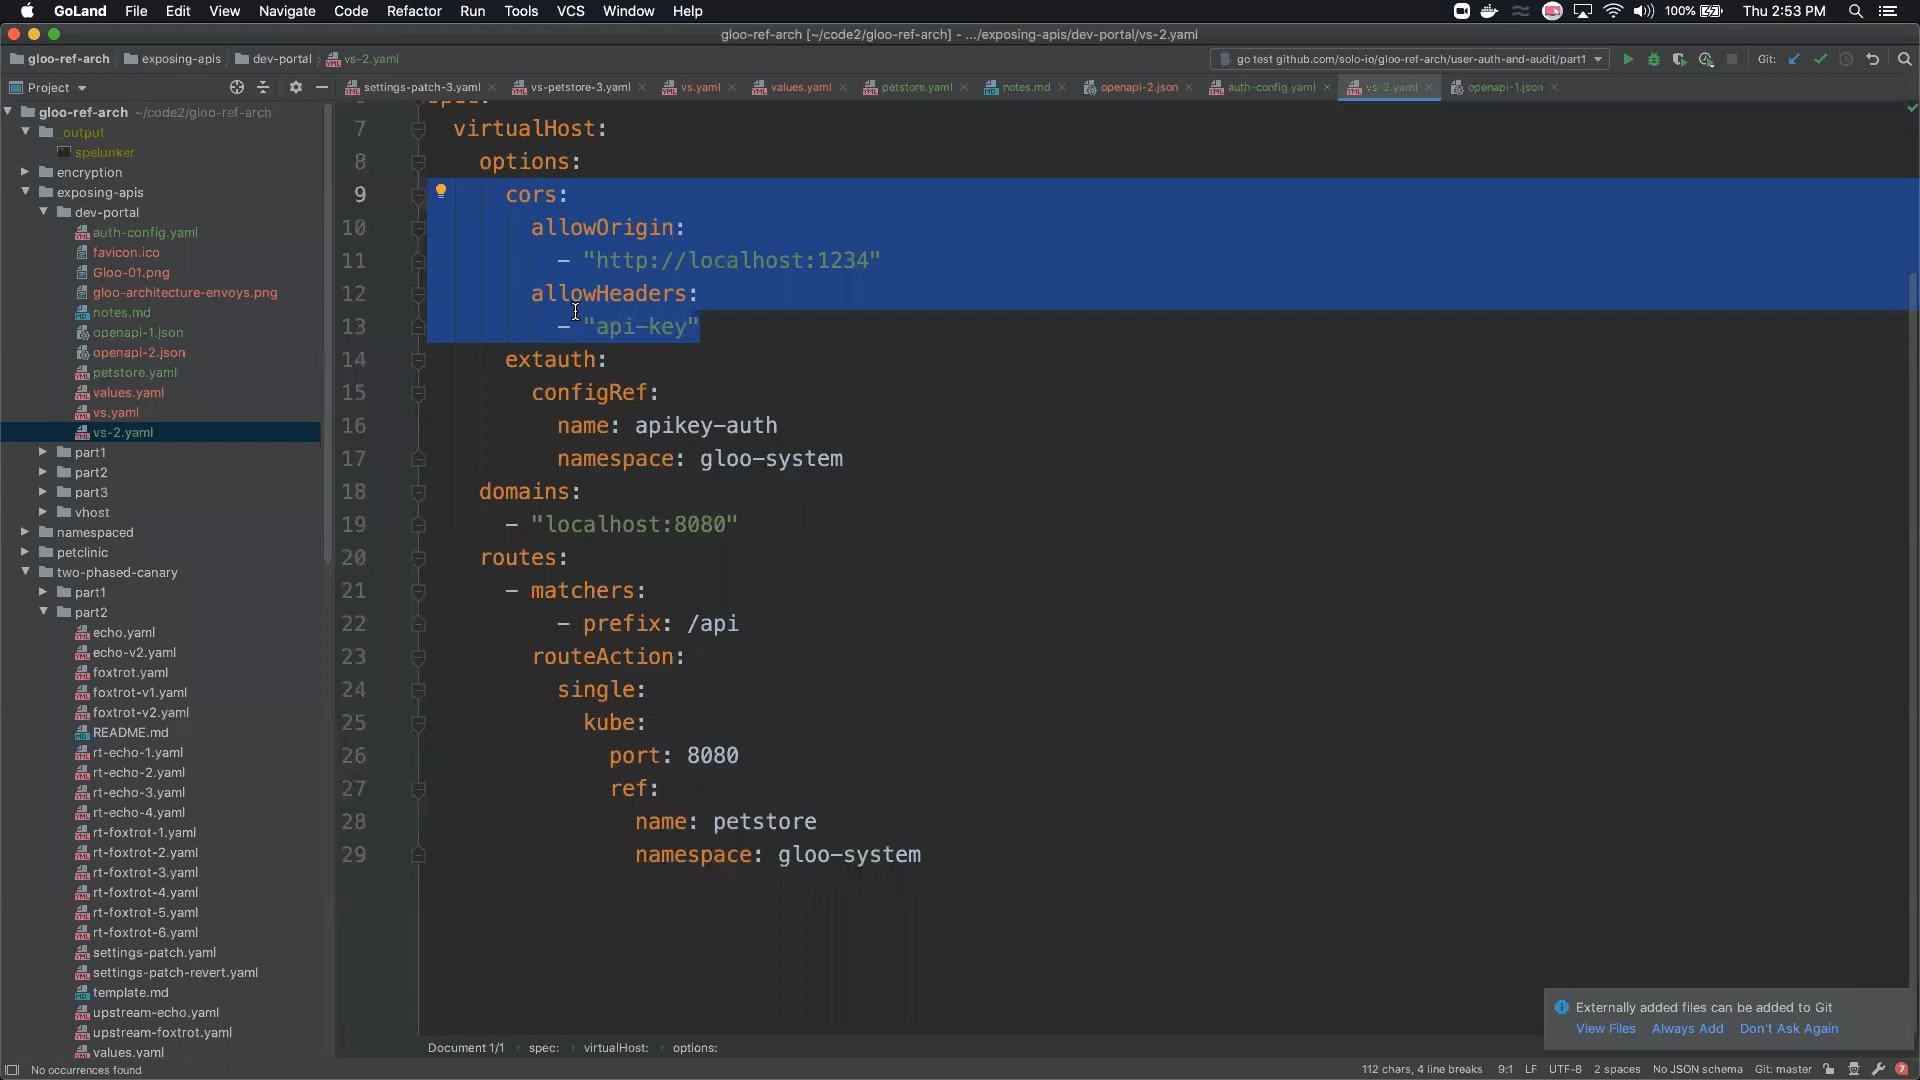 GoLand File Edit View Navigate Code Refactor Run Tools VCS Window Help 100% Thu 2:53 PM
gloo-ref-arch [~/code2/gloo-ref-arch] - .../exposing-apis/dev-portal/vs-2.yaml
gloo-ref-arch exposing-apis dev-portal vs-2.yaml go test github.com/solo-io/gloo-ref-arch/user-auth-and-audit/part1 Git:
Project settings-patch-3.yaml vs-petstore-3.yaml vs.yaml values.yaml petstore.yaml notes.md openapi-2.json auth-config.yaml vs-2.yaml openapi-1.json
gloo-ref-arch ~/code2/gloo-ref-arch
_output
spelunker
encryption
exposing-apis
dev-portal
auth-config.yaml
favicon.ico
Gloo-01.png
gloo-architecture-envoys.png
notes.md
openapi-1.json
openapi-2.json
petstore.yaml
values.yaml
vs.yaml
vs-2.yaml
part1
part2
part3
vhost
namespaced
petclinic
two-phased-canary
part1
part2
echo.yaml
echo-v2.yaml
foxtrot.yaml
foxtrot-v1.yaml
foxtrot-v2.yaml
README.md
rt-echo-1.yaml
rt-echo-2.yaml
rt-echo-3.yaml
rt-echo-4.yaml
rt-foxtrot-1.yaml
rt-foxtrot-2.yaml
rt-foxtrot-3.yaml
rt-foxtrot-4.yaml
rt-foxtrot-5.yaml
rt-foxtrot-6.yaml
settings-patch.yaml
settings-patch-revert.yaml
template.md
upstream-echo.yaml
upstream-foxtrot.yaml
values.yaml
spec:
7 virtualHost:
8 options:
9 cors:
10 allowOrigin:
11 - "http://localhost:1234"
12 allowHeaders:
13 - "api-key"
14 extauth:
15 configRef:
16 name: apikey-auth
17 namespace: gloo-system
18 domains:
19 - "localhost:8080"
20 routes:
21 - matchers:
22 - prefix: /api
23 routeAction:
24 single:
25 kube:
26 port: 8080
27 ref:
28 name: petstore
29 namespace: gloo-system
Externally added files can be added to Git
View Files Always Add Don't Ask Again
Document 1/1 spec: virtualHost: options:
No occurrences found 112 chars, 4 line breaks 9:1 LF UTF-8 2 spaces No JSON schema Git: master 7